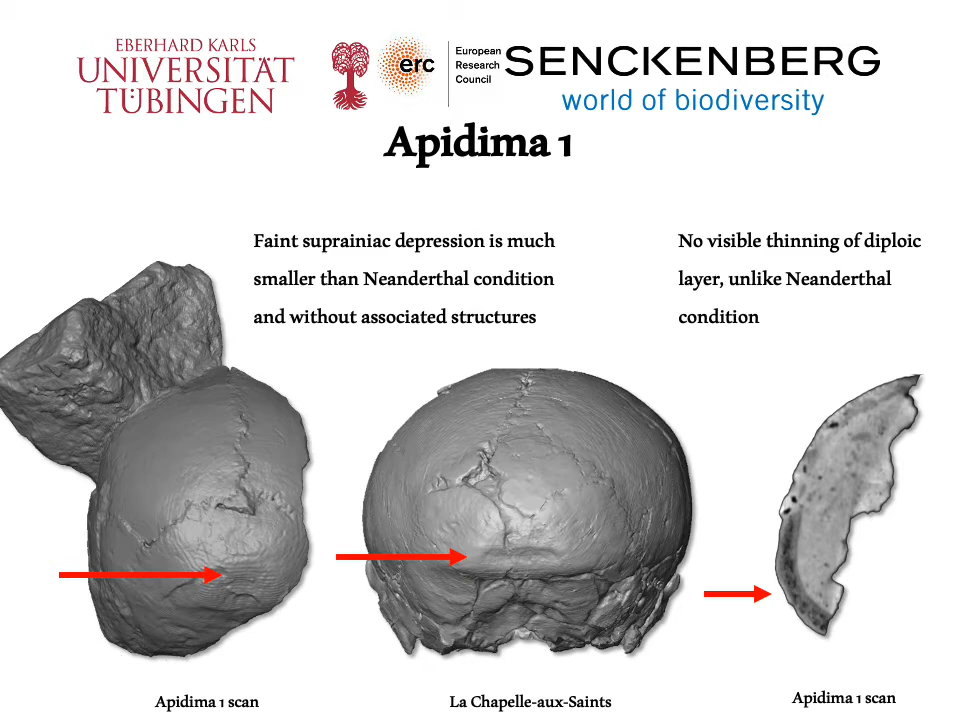 EBERHARD KARLS
UNIVERSITÄT
TÜBINGEN
erc
European
Research
Council
SENCKENBERG
world of biodiversity
Apidima 1
Faint suprainiac depression is much
smaller than Neanderthal condition
and without associated structures
No visible thinning of diploic
layer, unlike Neanderthal
condition
Apidima 1 scan
La Chapelle-aux-Saints
Apidima 1 scan